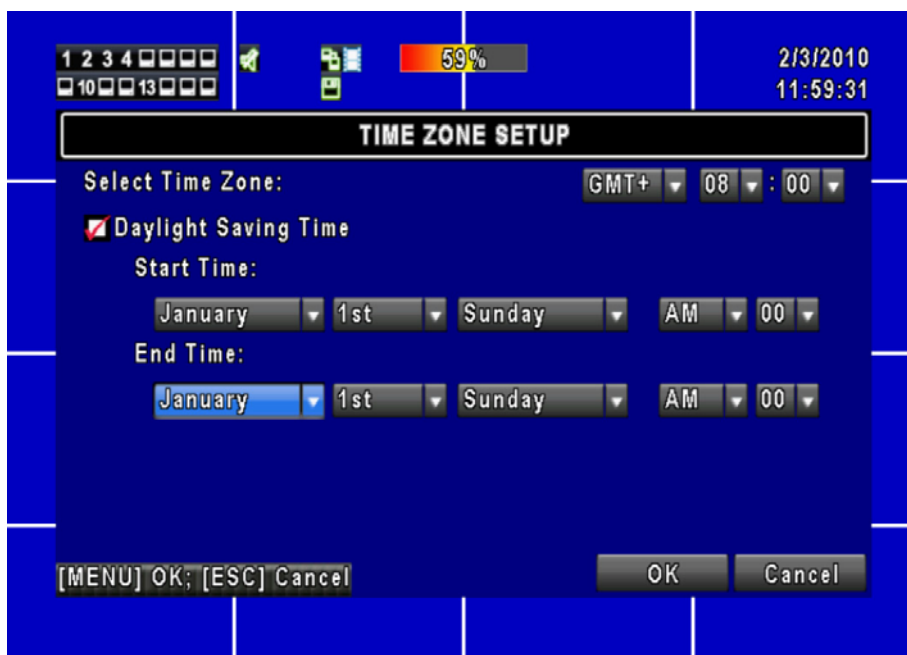 1 2 3 4
10 13
59%
2/3/2010
11:59:31
TIME ZONE SETUP
Select Time Zone: GMT+ 08 : 00
Daylight Saving Time
Start Time:
January 1st Sunday AM 00
End Time:
January 1st Sunday AM 00
[MENU] OK; [ESC] Cancel OK Cancel